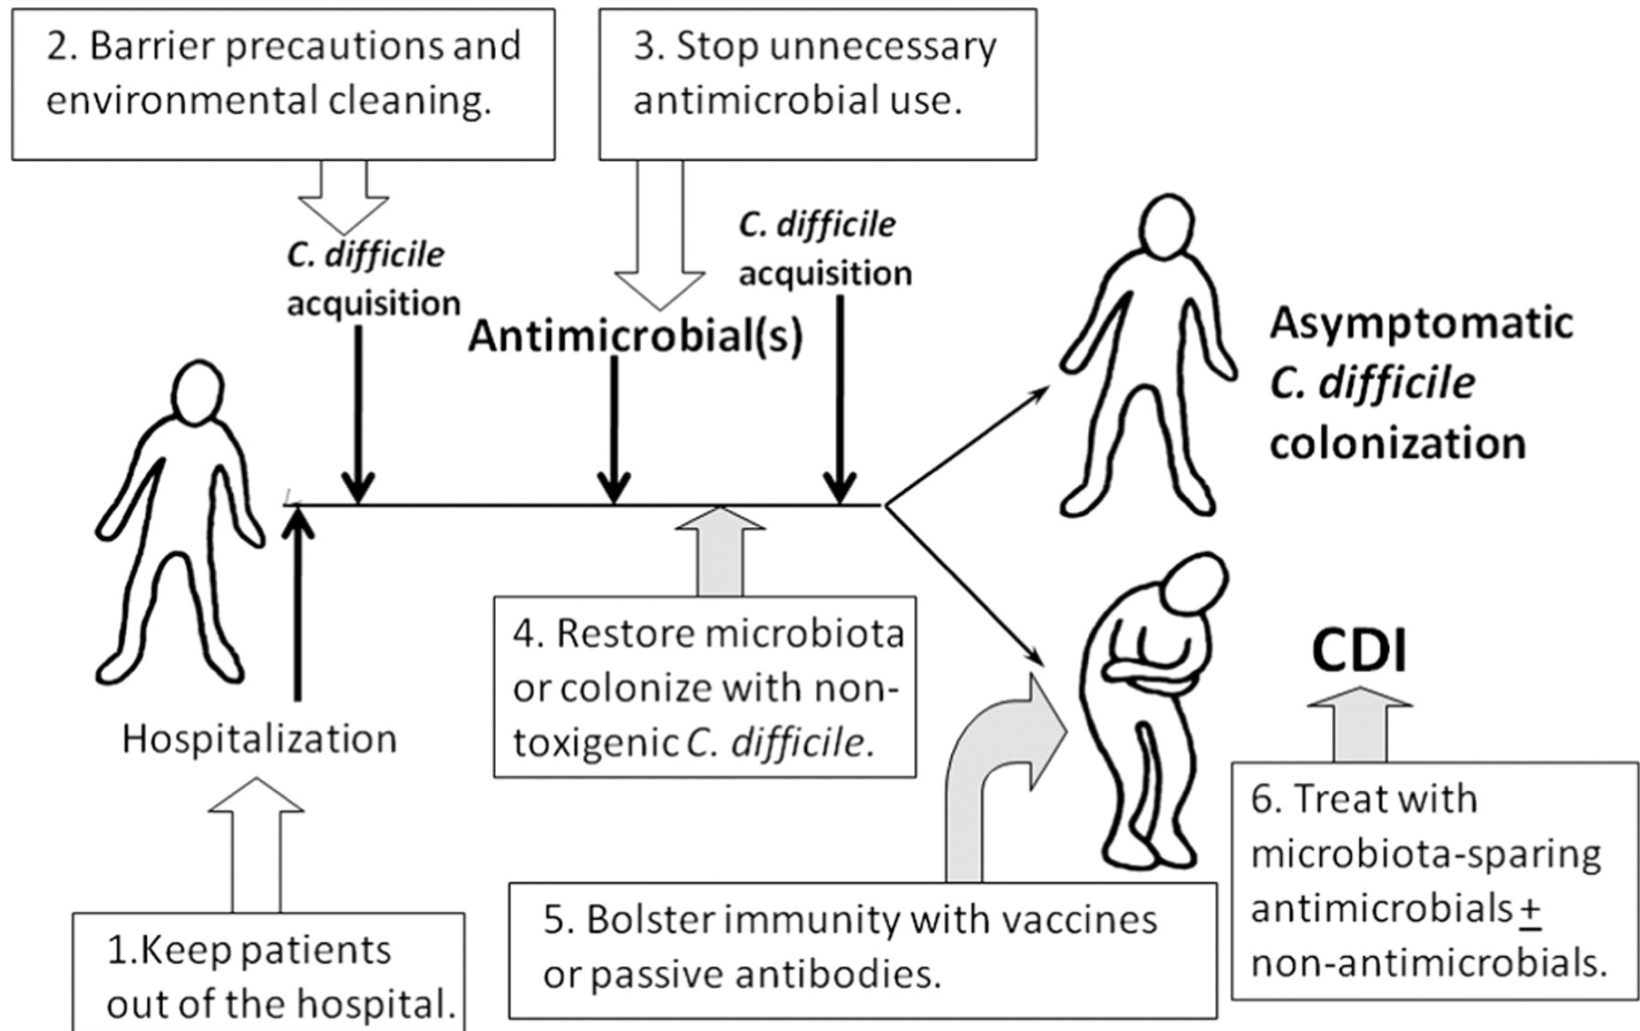 2. Barrier precautions and
environmental cleaning.
3. Stop unnecessary
antimicrobial use.
C. difficile
acquisition
C. difficile
acquisition
Antimicrobial(s)
Asymptomatic
C. difficile
colonization
Hospitalization
4. Restore microbiota
or colonize with non-
toxigenic C. difficile.
CDI
1.Keep patients
out of the hospital.
5. Bolster immunity with vaccines
or passive antibodies.
6. Treat with
microbiota-sparing
antimicrobials ±
non-antimicrobials.